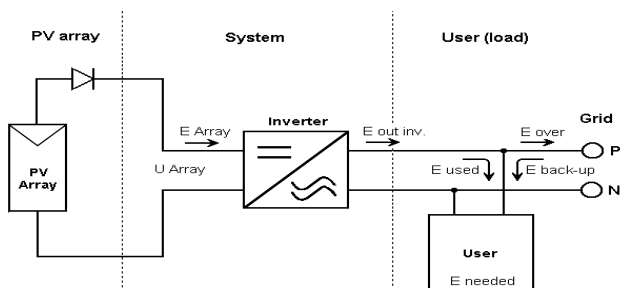 PV array
System
User (load)
Grid
Inverter
E Array
E out inv.
E over
P
U Array
E used
E back-up
PV
Array
N
User
E needed